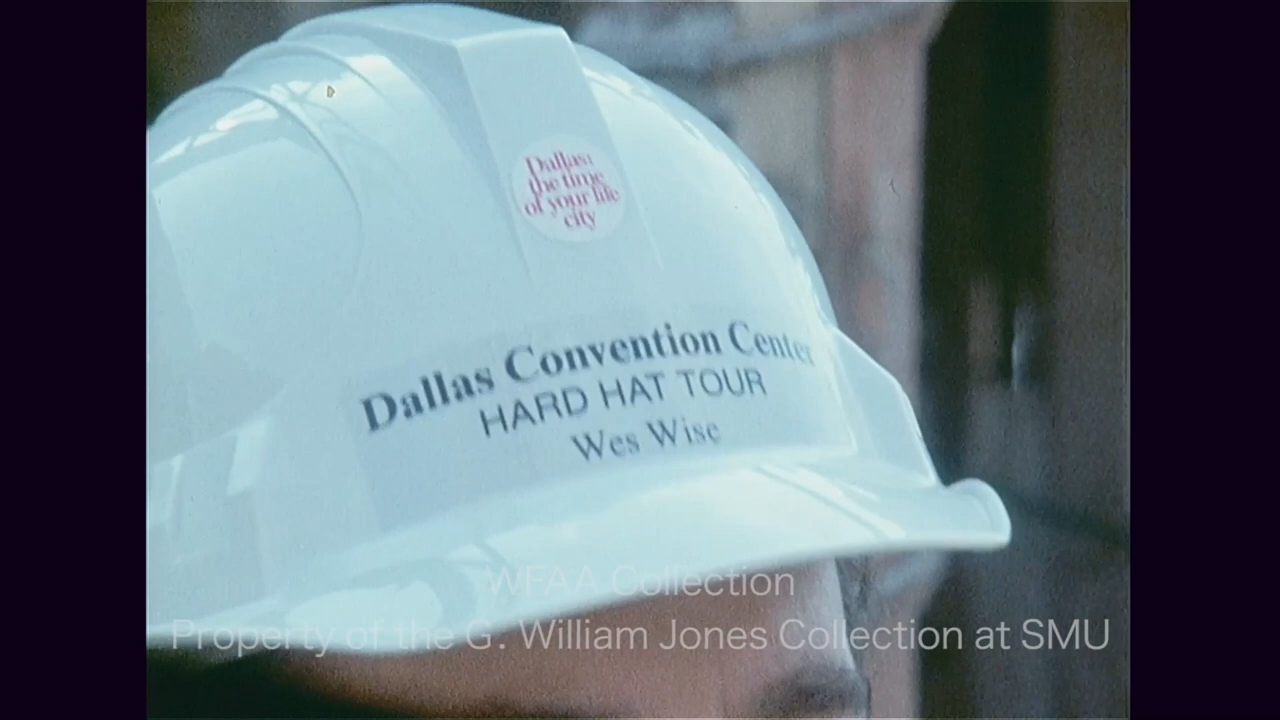 Dallas:
the time
of your life
city
Dallas Convention Center
HARD HAT TOUR
Wes Wise
WFAA Collection
Property of the G. William Jones Collection at SMU